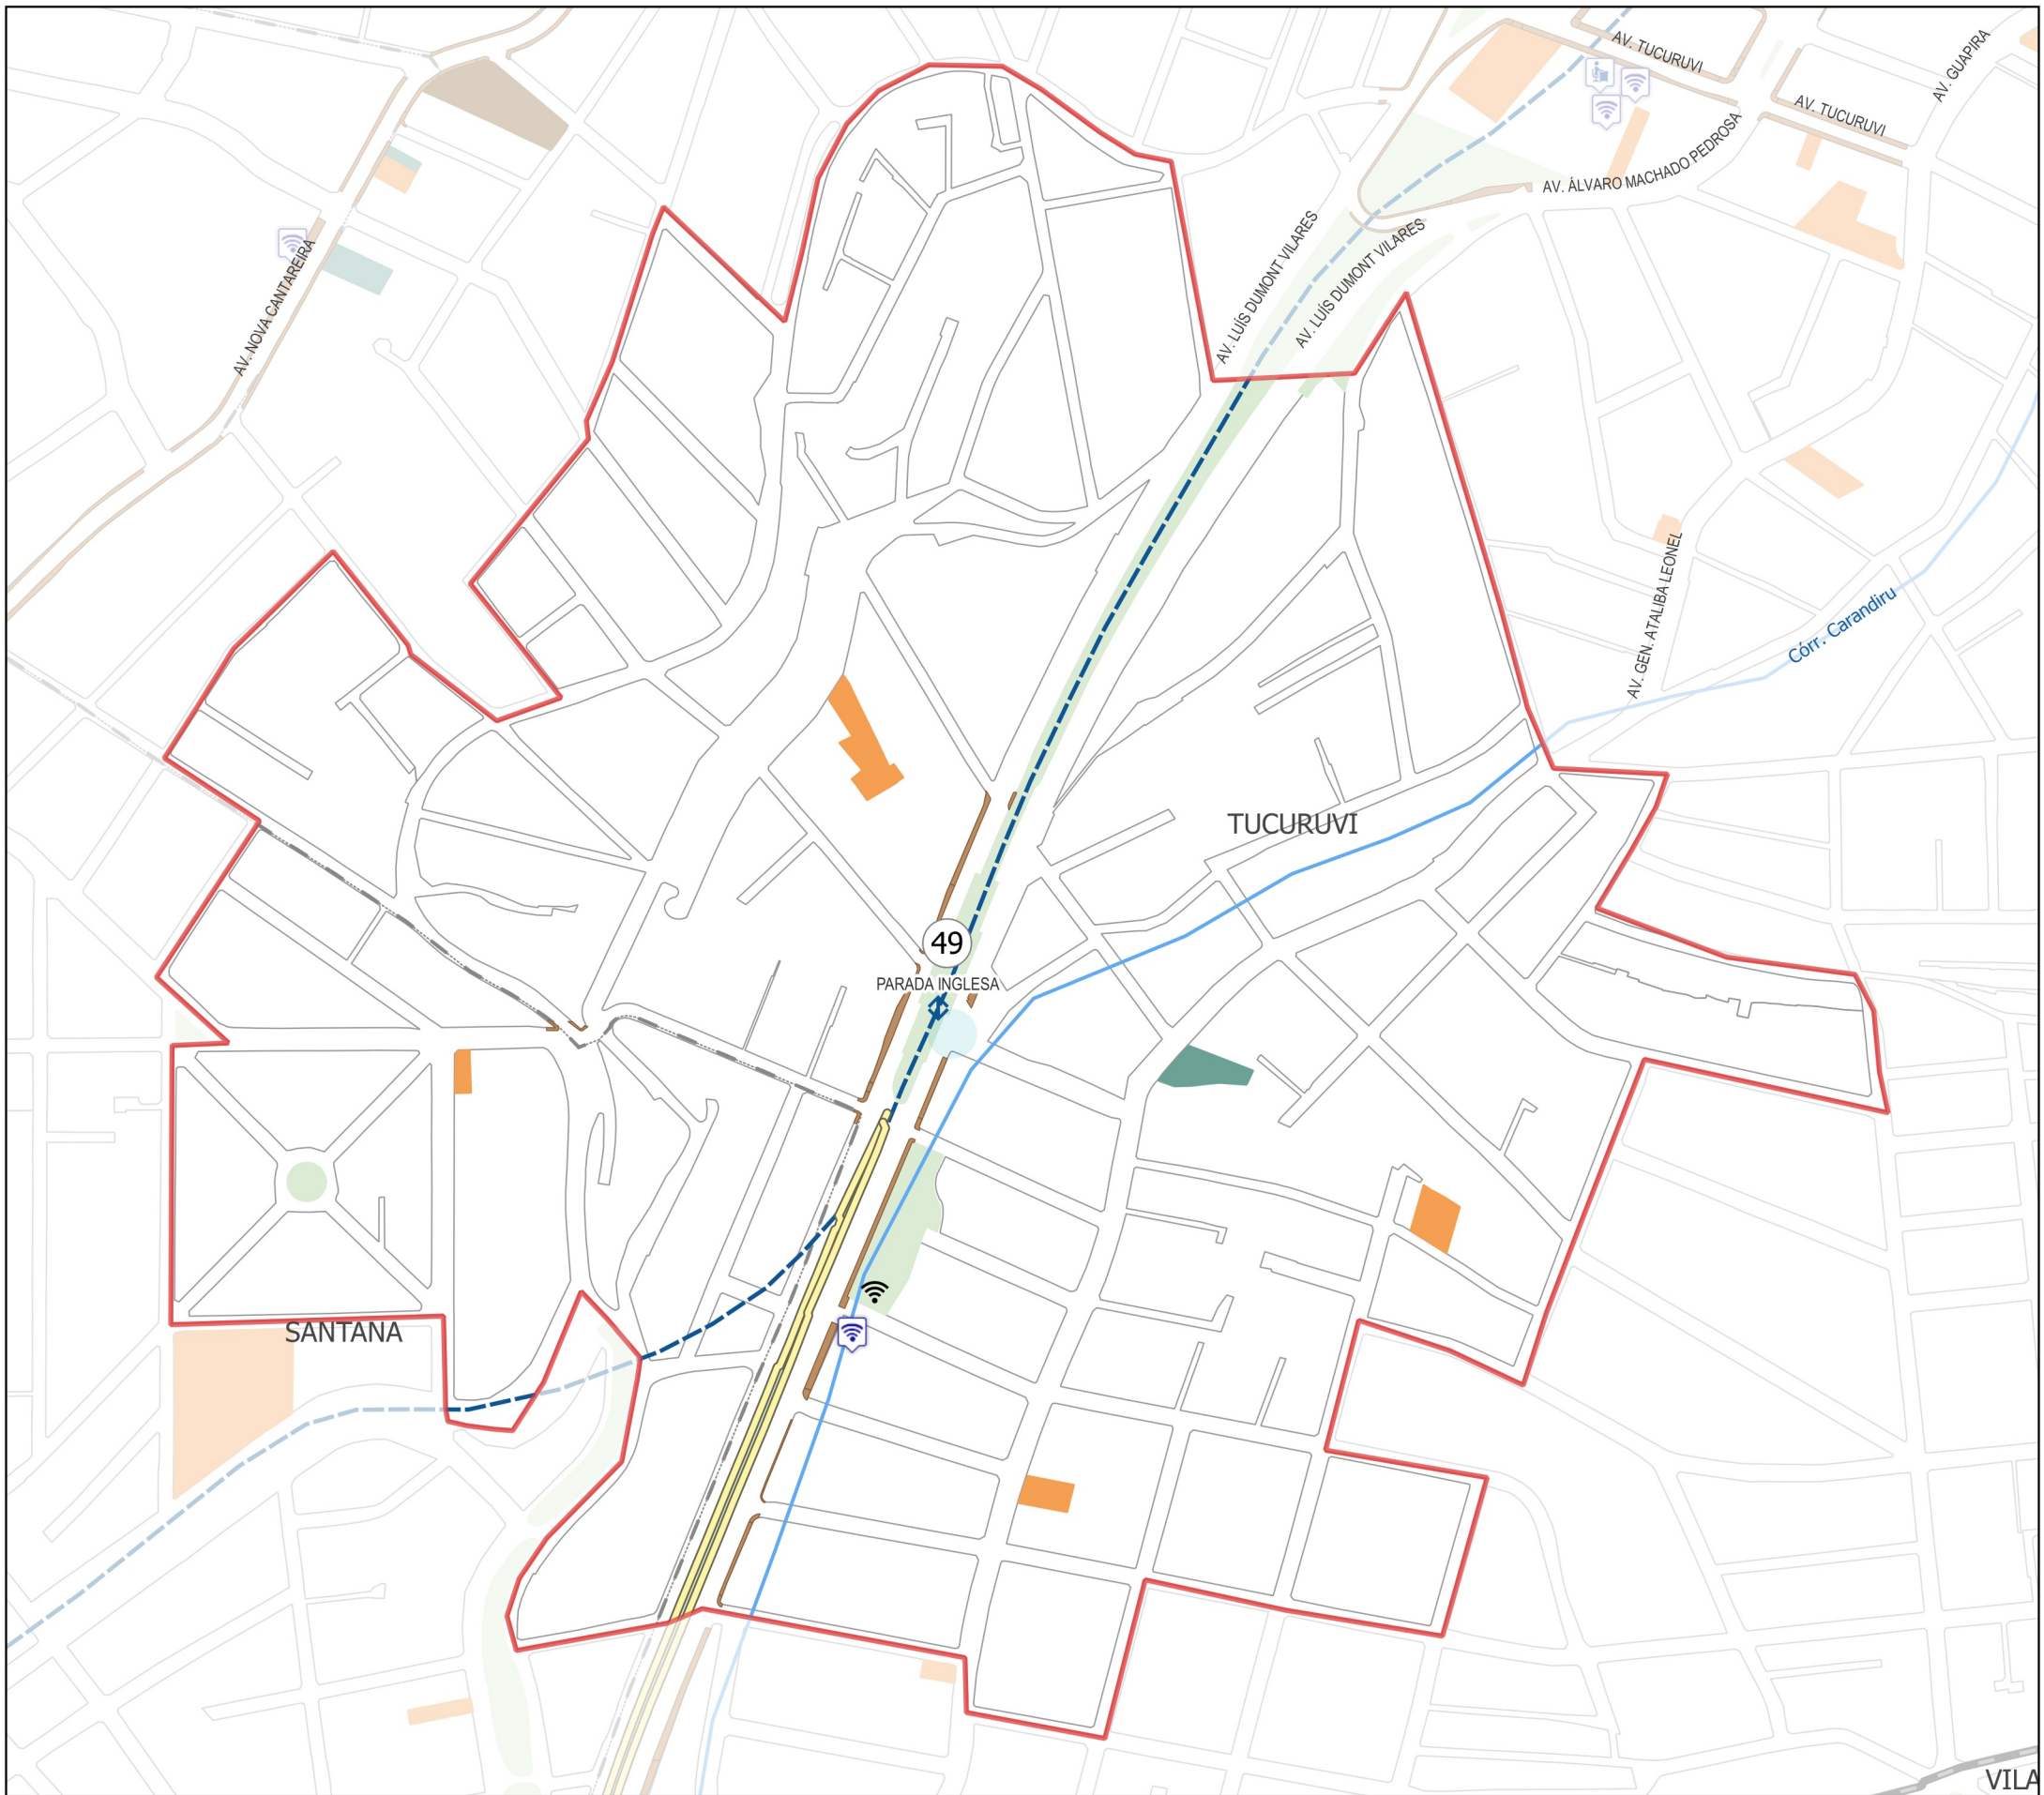 AV. TUCURUVI
AV. GUAPIRA
AV. TUCURUVI
AV. ÁLVARO MACHADO PEDROSA
AV. LUÍS DUMONT VILARES
AV. LUÍS DUMONT VILARES
AV. NOVA CANTAREIRA
AV. GEN. ATALIBA LEONEL
Córr. Carandiru
TUCURUVI
49
PARADA INGLESA
SANTANA
VILA